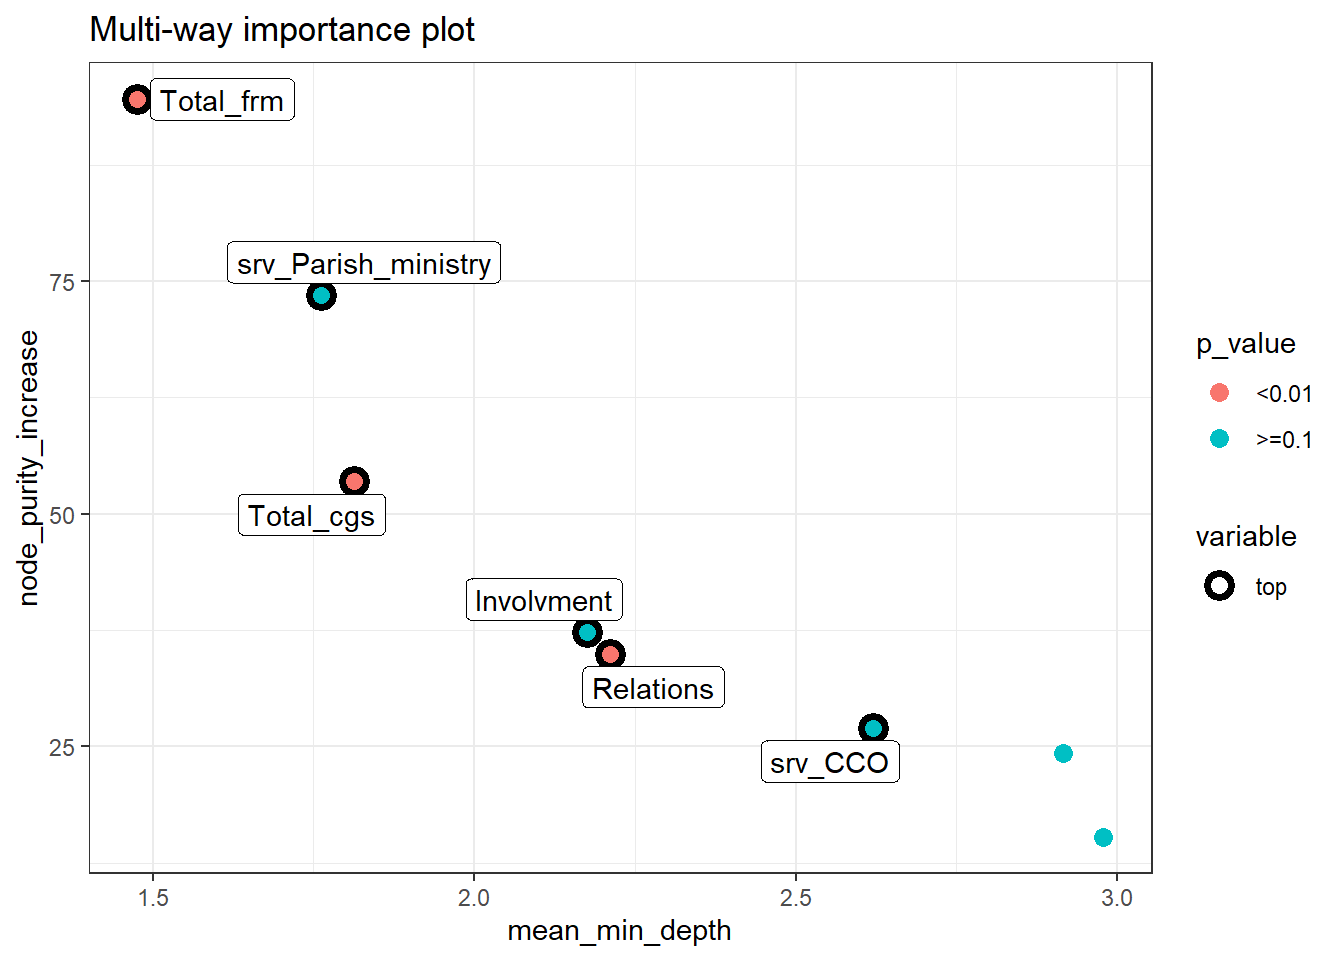 Multi-way importance plot
Total_frm
srv_Parish_ministry
Total_cgs
Involvment
Relations
srv_CCO
75
50
25
node_purity_increase
1.5
2.0
2.5
3.0
mean_min_depth
p_value
<0.01
>=0.1
variable
top